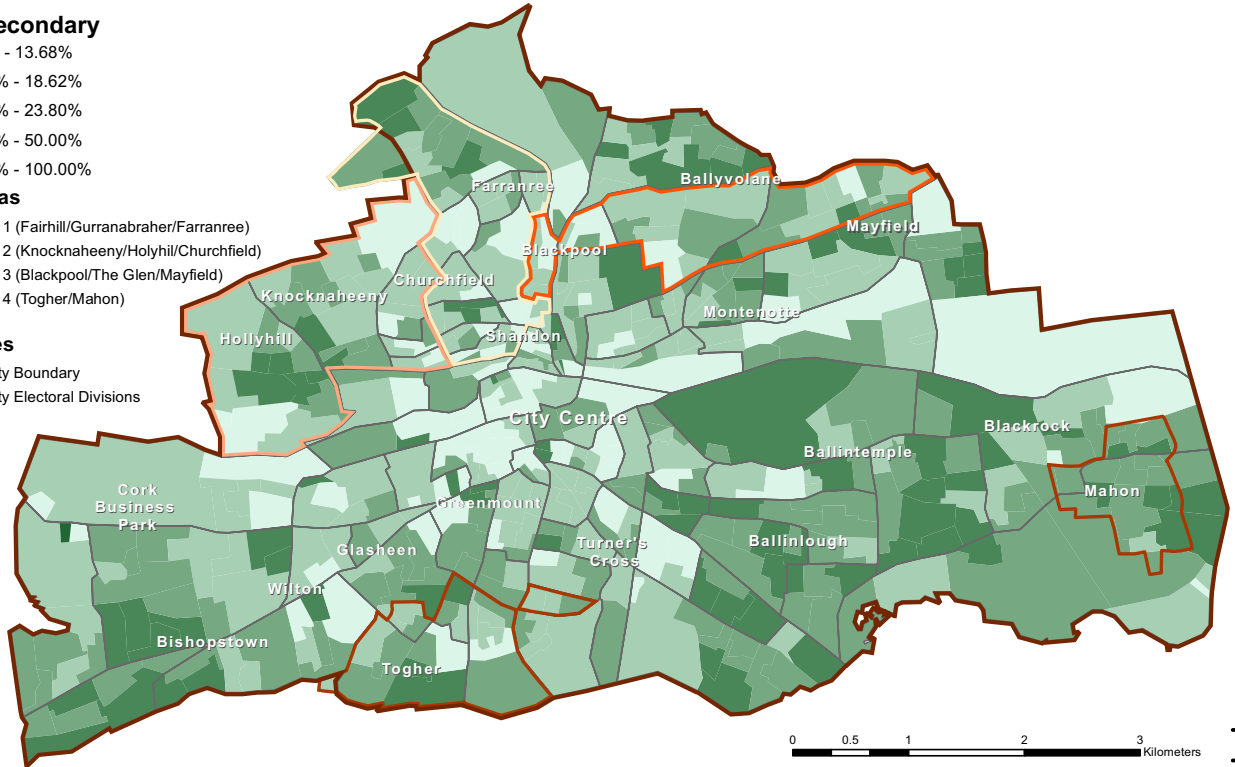 econdary
- 13.68%
% - 18.62%
% - 23.80%
% - 50.00%
% - 100.00%
as
1 (Fairhill/Gurranabraher/Farranree)
2 (Knocknaheeny/Holyhil/Churchfield)
3 (Blackpool/The Glen/Mayfield)
4 (Togher/Mahon)
es
ty Boundary
ty Electoral Divisions
Farranree
Ballyvolane
Mayfield
Blackpool
Churchfield
Knocknaheeny
Montenotte
Hollyhill
Shandon
City Centre
Blackrock
Ballintemple
Mahon
Cork
Business
Park
Greenmount
Glasheen
Turner's
Cross
Ballinlough
Wilton
Bishopstown
Togher
0 0.5 1 2 3
Kilometers